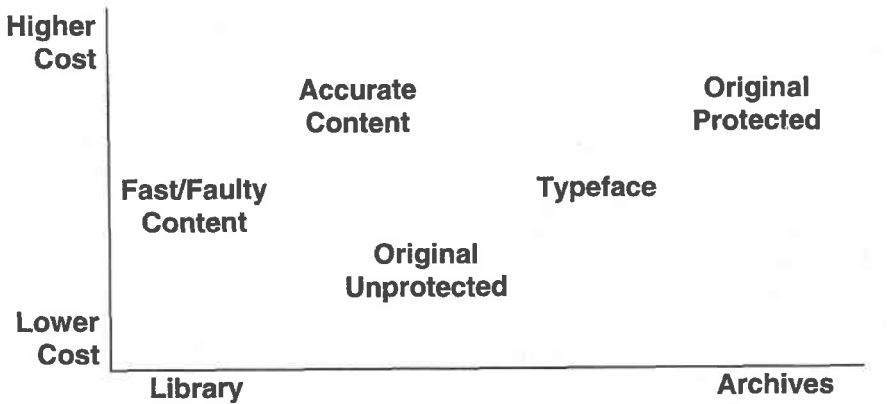 Higher
Cost
Accurate
Content
Original
Protected
Fast/Faulty
Content
Typeface
Original
Unprotected
Lower
Cost
Library
Archives